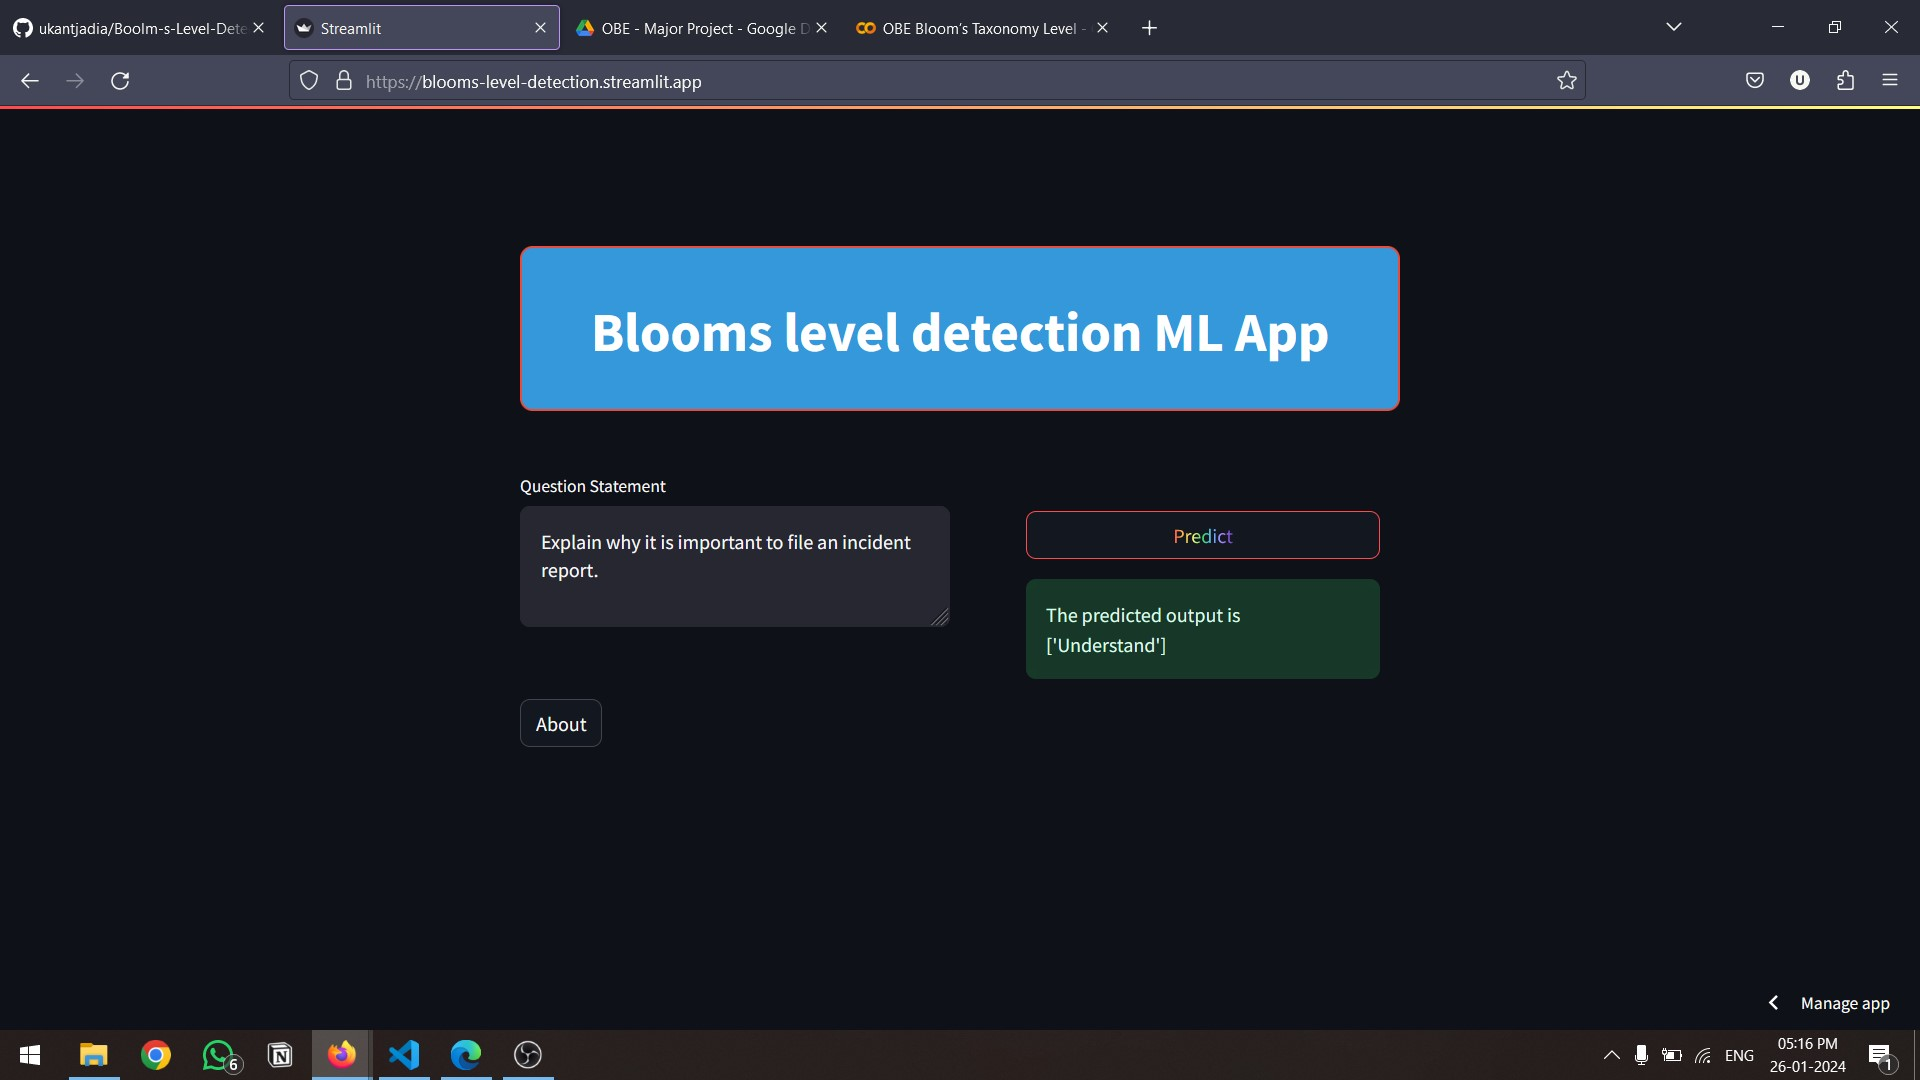 ukantjadia/Boolm-s-Level-Dete
Streamlit
OBE - Major Project - Google D
OBE Bloom's Taxonomy Level -
https://blooms-level-detection.streamlit.app
U
Blooms level detection ML App
Question Statement
Explain why it is important to file an incident
report.
Predict
The predicted output is
['Understand']
About
Manage app
6
ENG
05:16 PM
26-01-2024
1